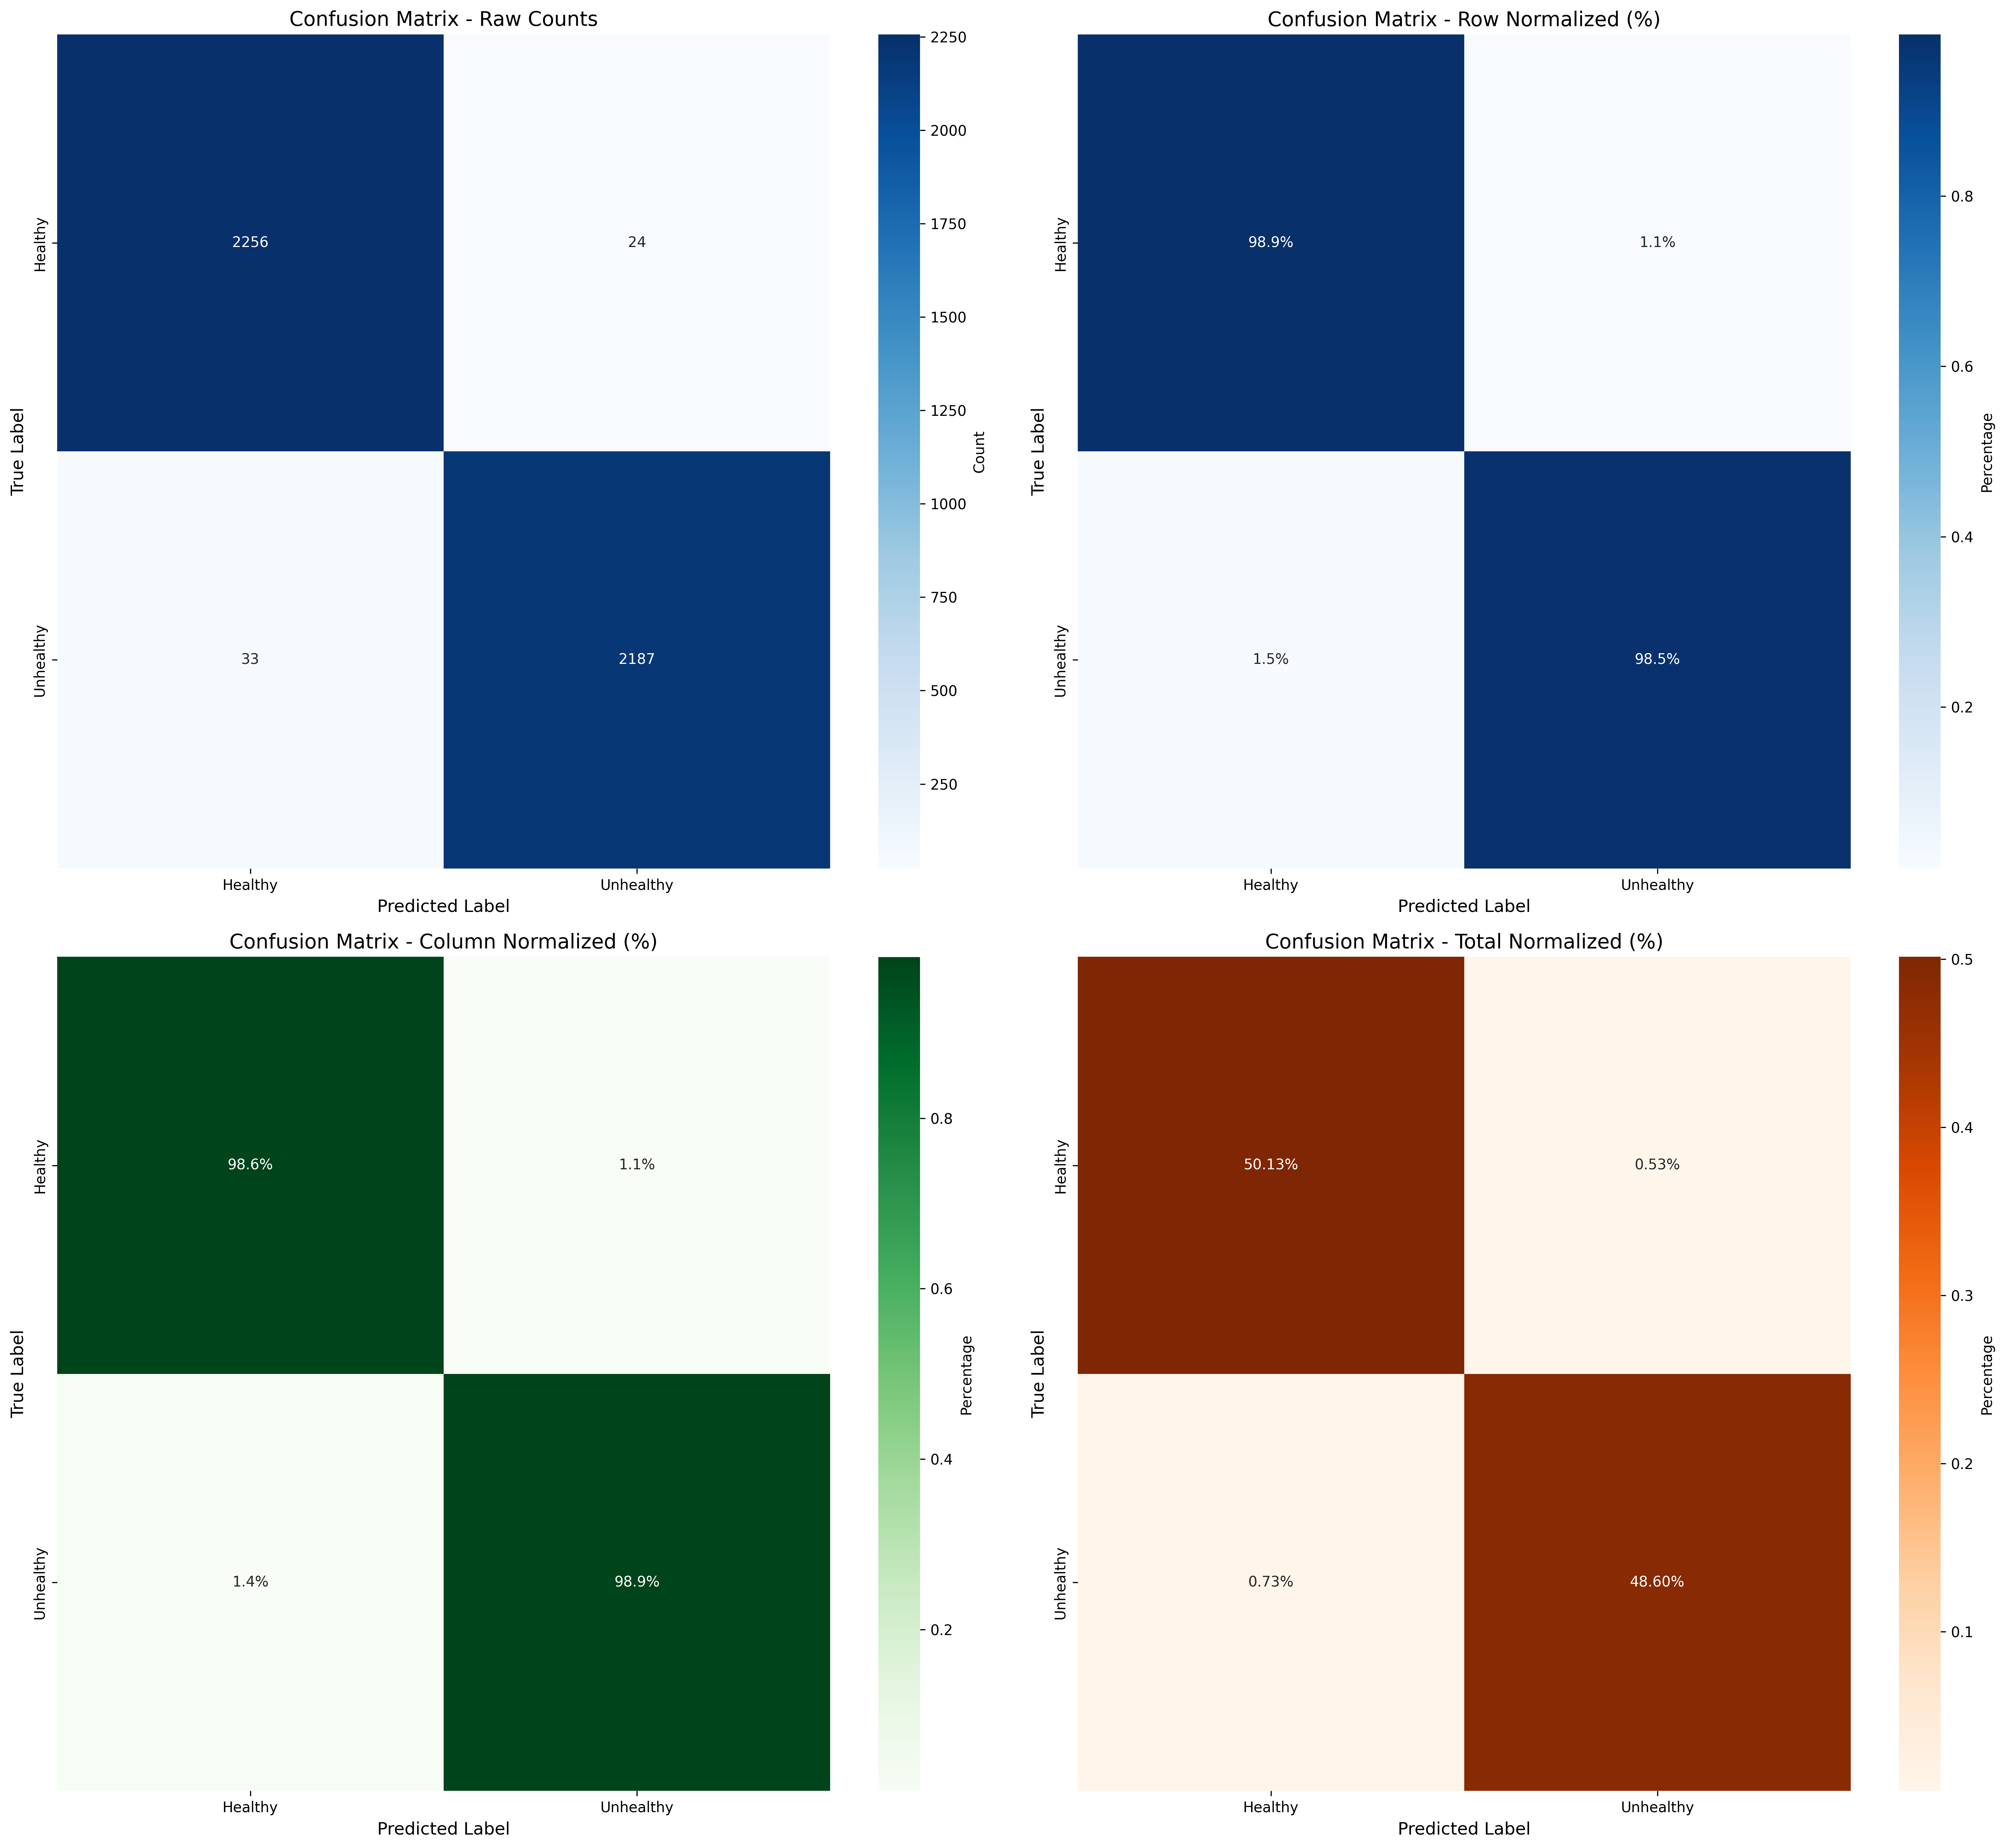 Confusion Matrix - Raw Counts
2250
2000
1750
1500
1250
1000
750
500
250
Count
True Label
Healthy
Unhealthy
2256
24
33
2187
Healthy
Unhealthy
Predicted Label
Confusion Matrix - Row Normalized (%)
0.8
0.6
0.4
0.2
Percentage
True Label
Healthy
Unhealthy
98.9%
1.1%
1.5%
98.5%
Healthy
Unhealthy
Predicted Label
Confusion Matrix - Column Normalized (%)
0.8
0.6
0.4
0.2
Percentage
True Label
Healthy
Unhealthy
98.6%
1.1%
1.4%
98.9%
Healthy
Unhealthy
Predicted Label
Confusion Matrix - Total Normalized (%)
0.5
0.4
0.3
0.2
0.1
Percentage
True Label
Healthy
Unhealthy
50.13%
0.53%
0.73%
48.60%
Healthy
Unhealthy
Predicted Label